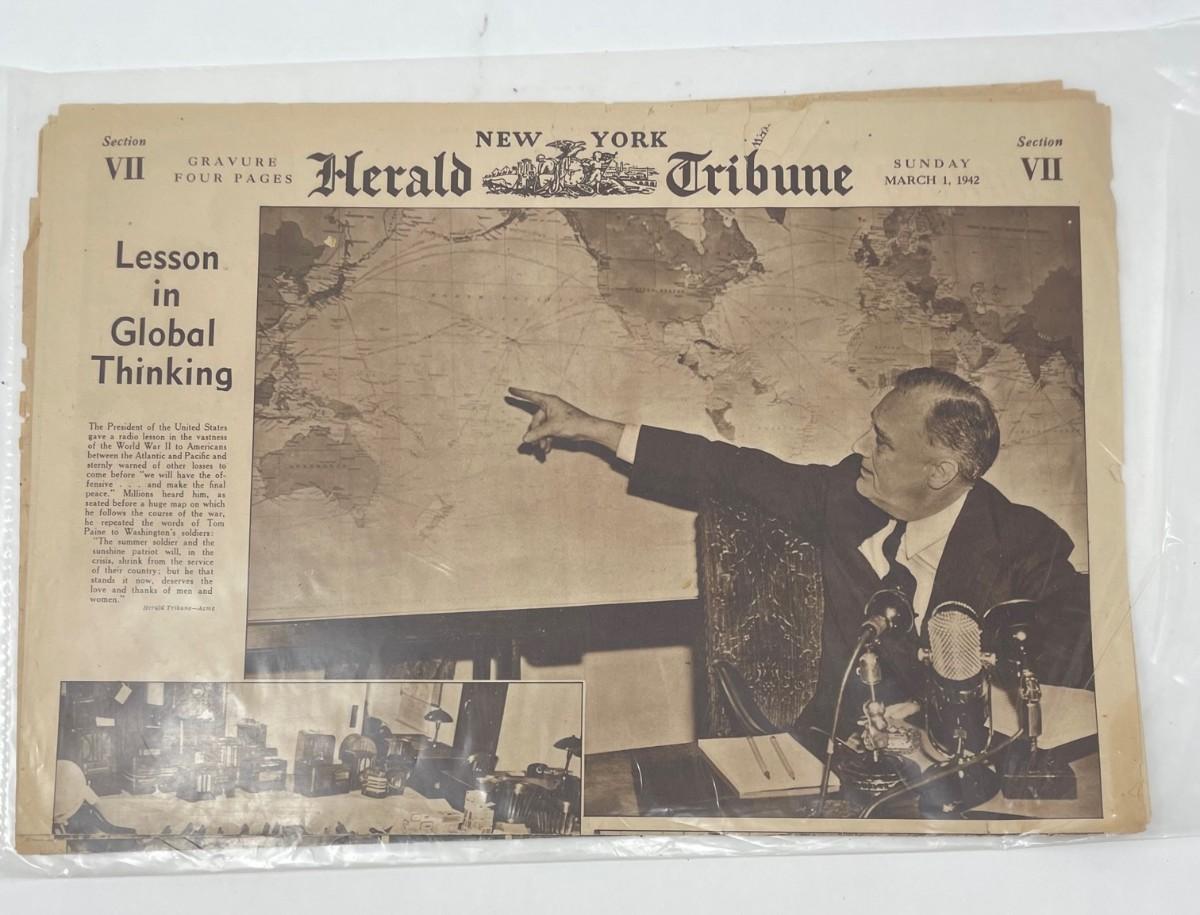 Section
VII
GRAVURE
FOUR PAGES
NEW YORK
Herald Tribune
SUNDAY
MARCH 1, 1942
Section
VII
Lesson
in
Global
Thinking
The President of the United States
gave a radio lesson in the vastness
of the World War II to Americans
between the Atlantic and Pacific and
sternly warned of other losses to
come before "we will have the of-
fensive . . . and make the final
peace." Millions heard him, as
seated before a huge map on which
he follows the course of the war,
he repeated the words of Tom
Paine to Washington's soldiers:
"The summer soldier and the
sunshine patriot will, in the
crisis, shrink from the service
of their country; but he that
stands it now, deserves the
love and thanks of men and
women."
Herald Tribune—Acme